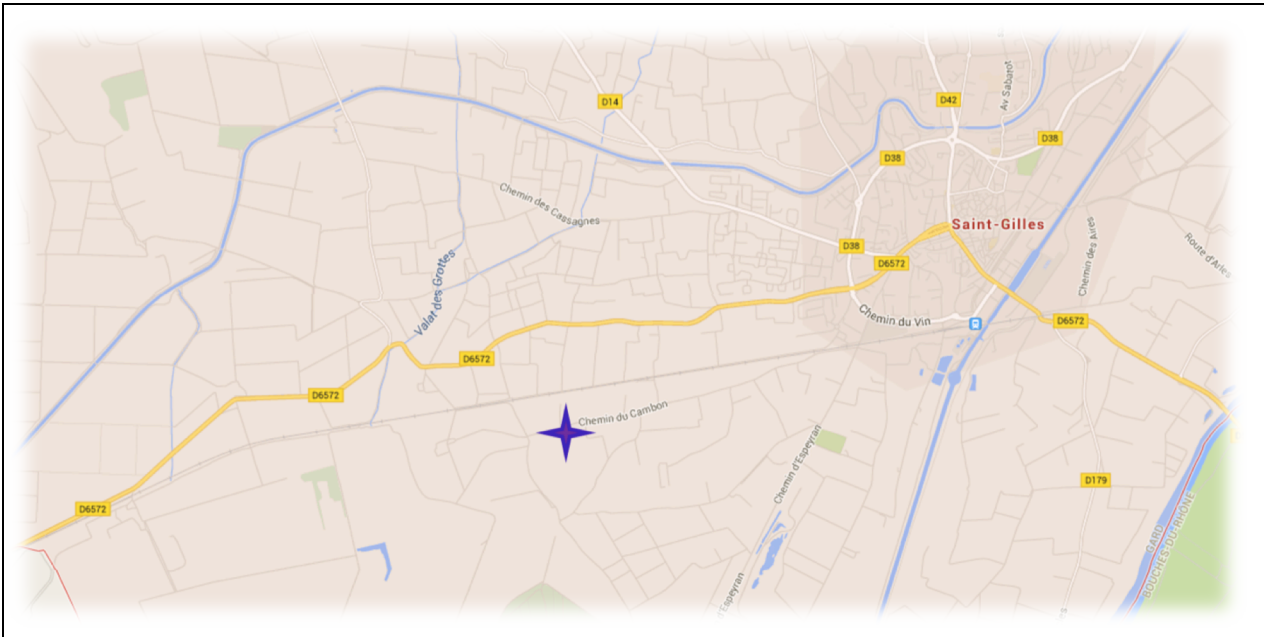 D14
D42
Av Sabarot
D38
D38
Chemin des Cassagnes
Saint-Gilles
D38
D6572
Chemin des Aires
Route d'Arles
Valat des Grottes
Chemin du Vin
D6572
D6572
D6572
Chemin du Cambon
Chemin d'Espeyran
D179
D6572
GARD
BOUCHES-DU-RHÔNE
d'Espeyran